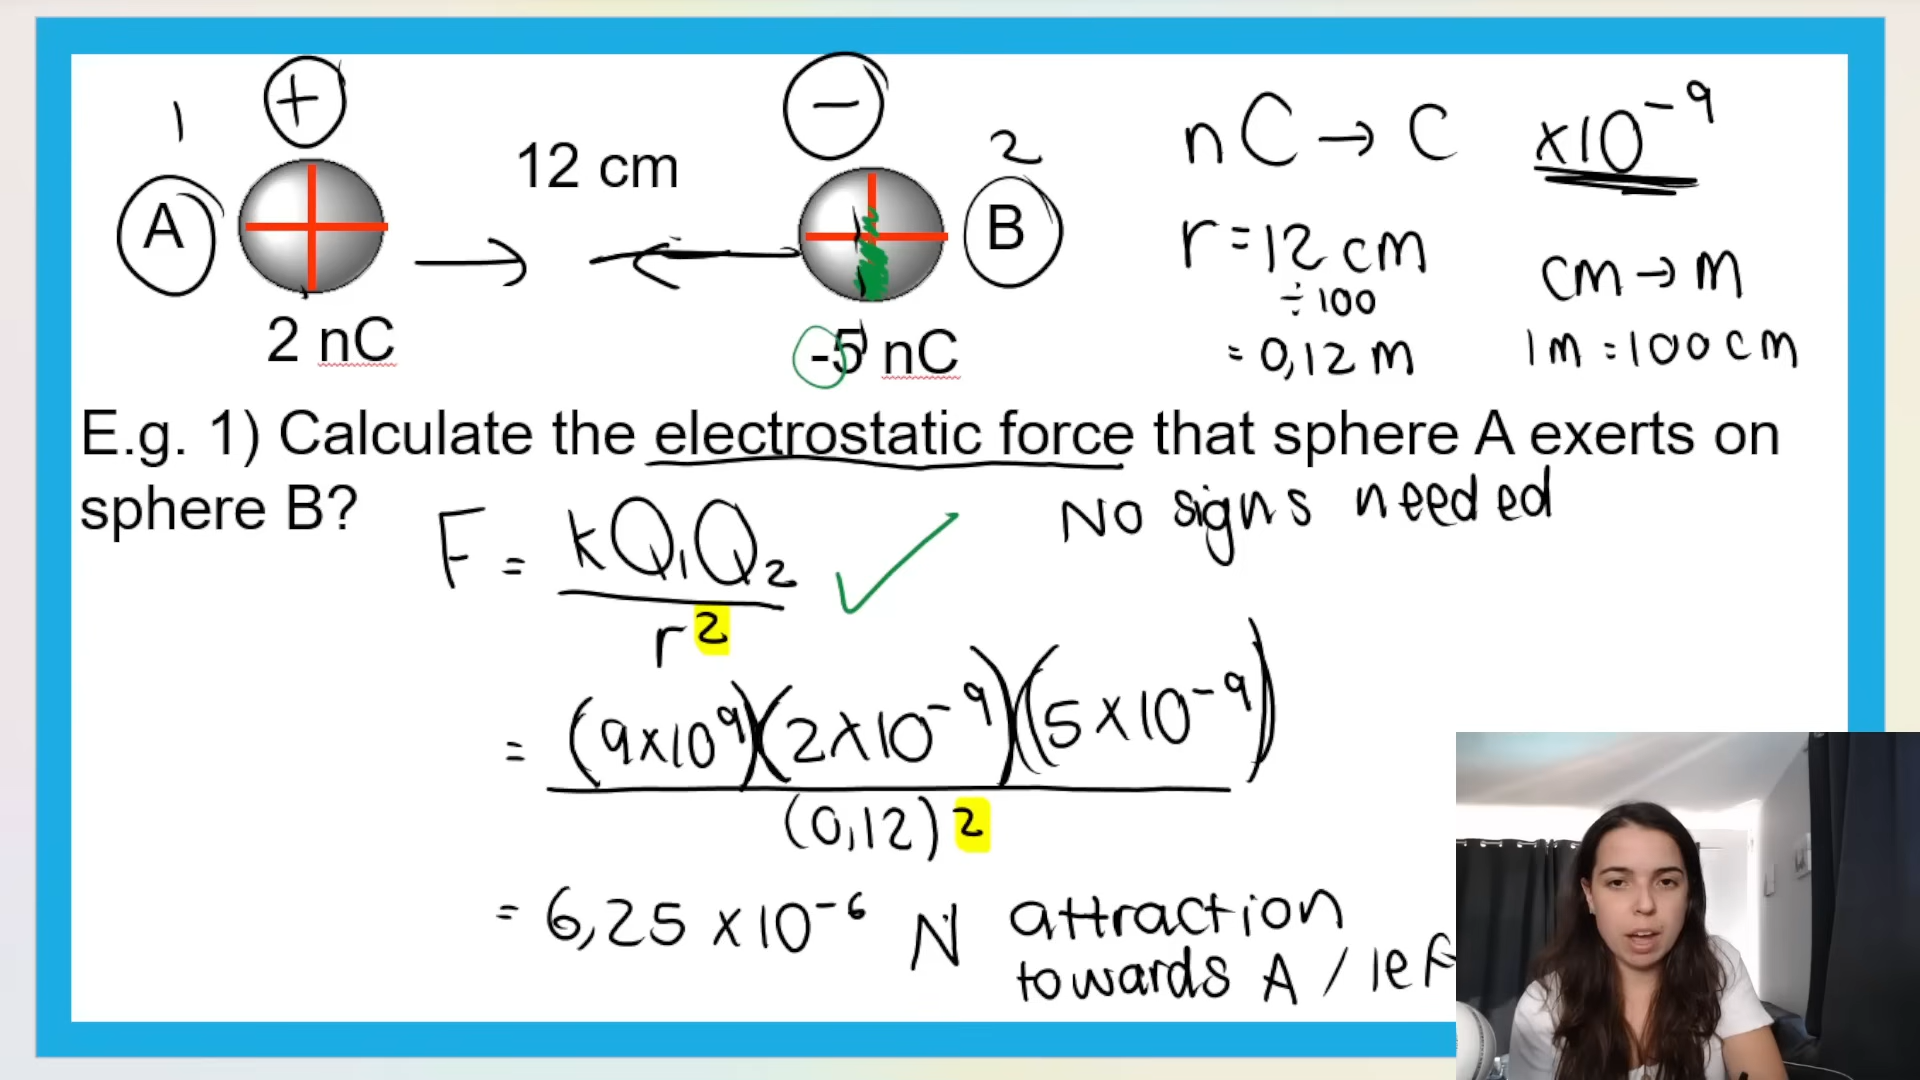 1 + − 2
A 12 cm B
2 nC -5 nC
nC → C ×10⁻⁹
r = 12 cm
÷ 100
= 0,12 m
cm → m
1m = 100 cm
E.g. 1) Calculate the electrostatic force that sphere A exerts on
sphere B?
No signs needed
F = kQ₁Q₂
r²
= (9×10⁹)(2×10⁻⁹)(5×10⁻⁹)
(0,12)²
= 6,25 ×10⁻⁶ N attraction
towards A /